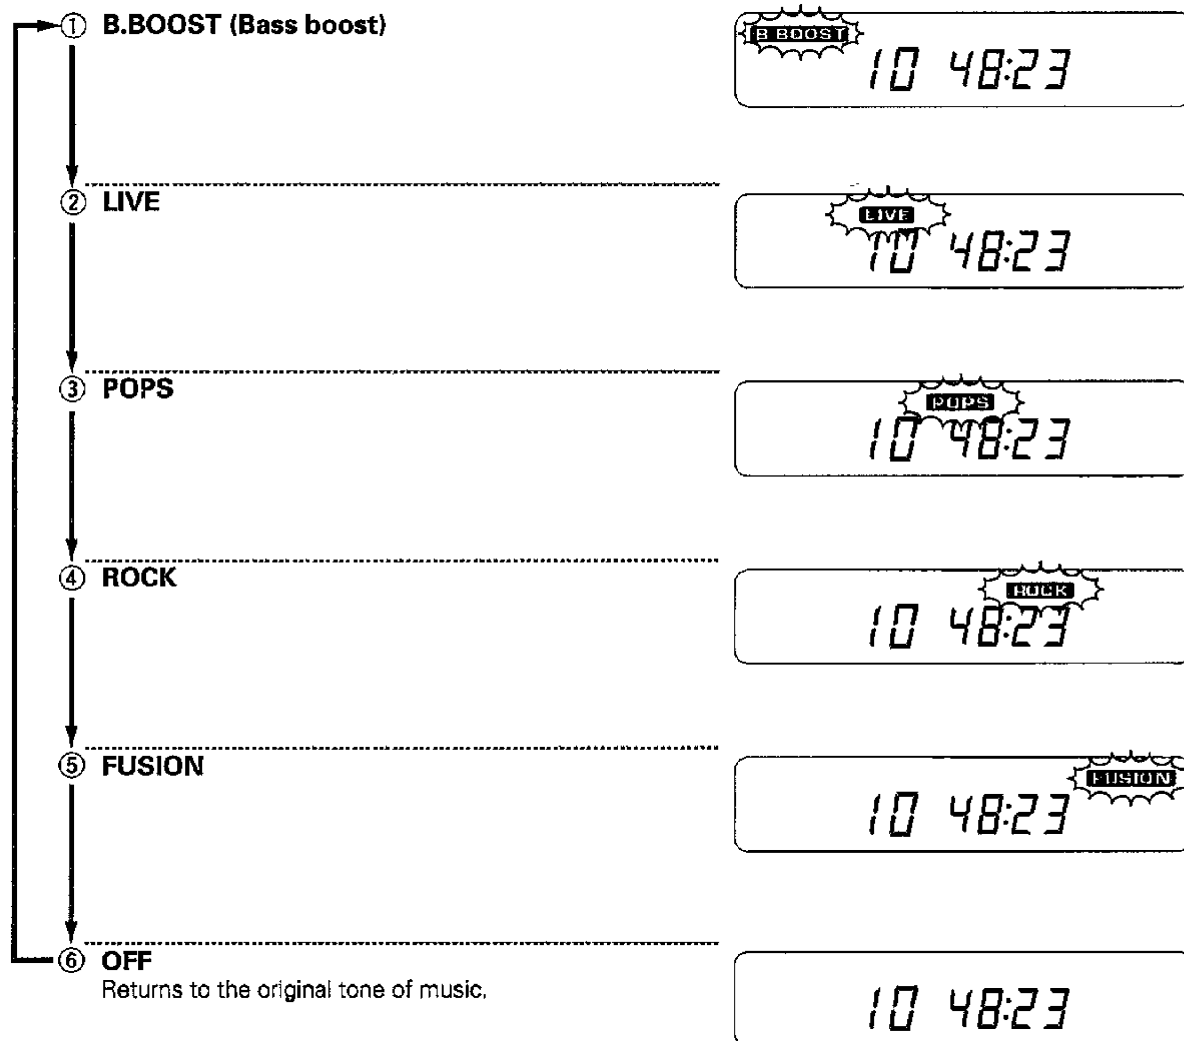 ① B.BOOST (Bass boost)
B BOOST
10 48:23
② LIVE
LIVE
10 48:23
③ POPS
POPS
10 48:23
④ ROCK
ROCK
10 48:23
⑤ FUSION
FUSION
10 48:23
⑥ OFF
Returns to the original tone of music.
10 48:23